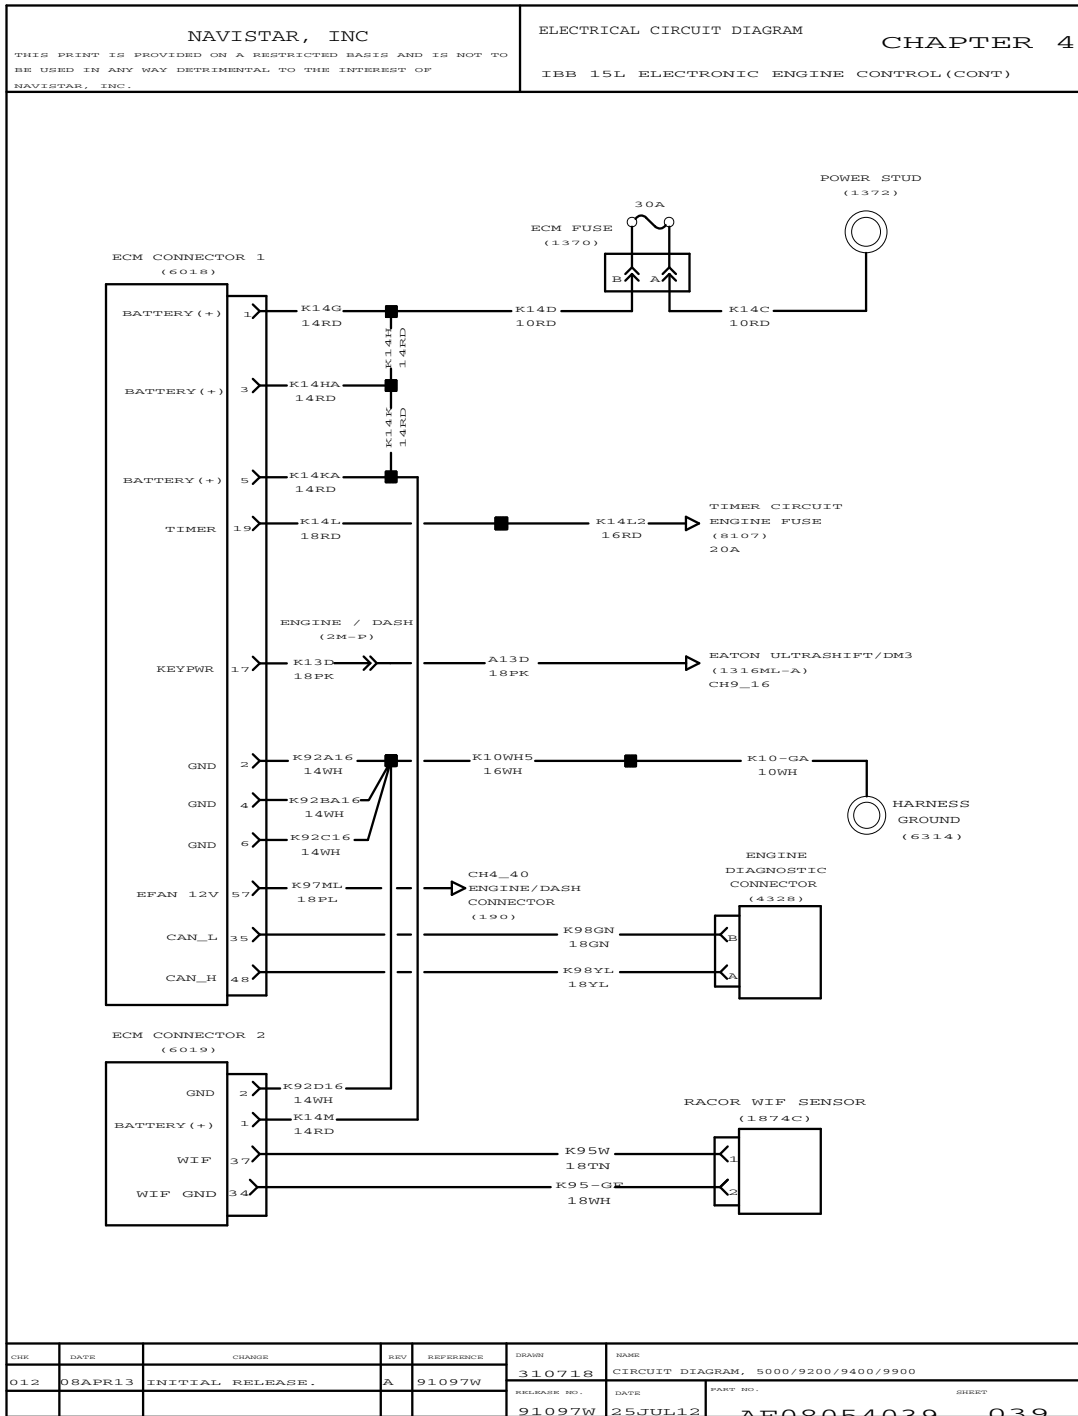 NAVISTAR, INC
THIS PRINT IS PROVIDED ON A RESTRICTED BASIS AND IS NOT TO
BE USED IN ANY WAY DETRIMENTAL TO THE INTEREST OF
NAVISTAR, INC.
ELECTRICAL CIRCUIT DIAGRAM
CHAPTER 4
IBB 15L ELECTRONIC ENGINE CONTROL(CONT)
POWER STUD
(1372)
30A
ECM FUSE
(1370)
B A
ECM CONNECTOR 1
(6018)
BATTERY(+) 1
K14G
14RD
K14D
10RD
K14C
10RD
K14H
14RD
BATTERY(+) 3
K14HA
14RD
K14K
14RD
BATTERY(+) 5
K14KA
14RD
TIMER 19
K14L
18RD
K14L2
16RD
TIMER CIRCUIT
ENGINE FUSE
(8107)
20A
ENGINE / DASH
(2M-P)
KEYPWR 17
K13D
18PK
A13D
18PK
EATON ULTRASHIFT/DM3
(1316ML-A)
CH9_16
GND 2
K92A16
14WH
K10WH5
16WH
K10-GA
10WH
GND 4
K92BA16
14WH
HARNESS
GROUND
(6314)
GND 6
K92C16
14WH
EFAN 12V 57
K97ML
18PL
CH4_40
ENGINE/DASH
CONNECTOR
(190)
ENGINE
DIAGNOSTIC
CONNECTOR
(4328)
CAN_L 35
K98GN
18GN
B
CAN_H 48
K98YL
18YL
A
ECM CONNECTOR 2
(6019)
GND 2
K92D16
14WH
BATTERY(+) 1
K14M
14RD
RACOR WIF SENSOR
(1874C)
WIF 37
K95W
18TN
1
WIF GND 34
K95-GF
18WH
2
CHK DATE CHANGE REV REFERENCE
012 08APR13 INITIAL RELEASE. A 91097W
DRAWN
310718
NAME
CIRCUIT DIAGRAM, 5000/9200/9400/9900
RELEASE NO.
91097W
DATE
25JUL12
PART NO.
AF08054039
SHEET
039